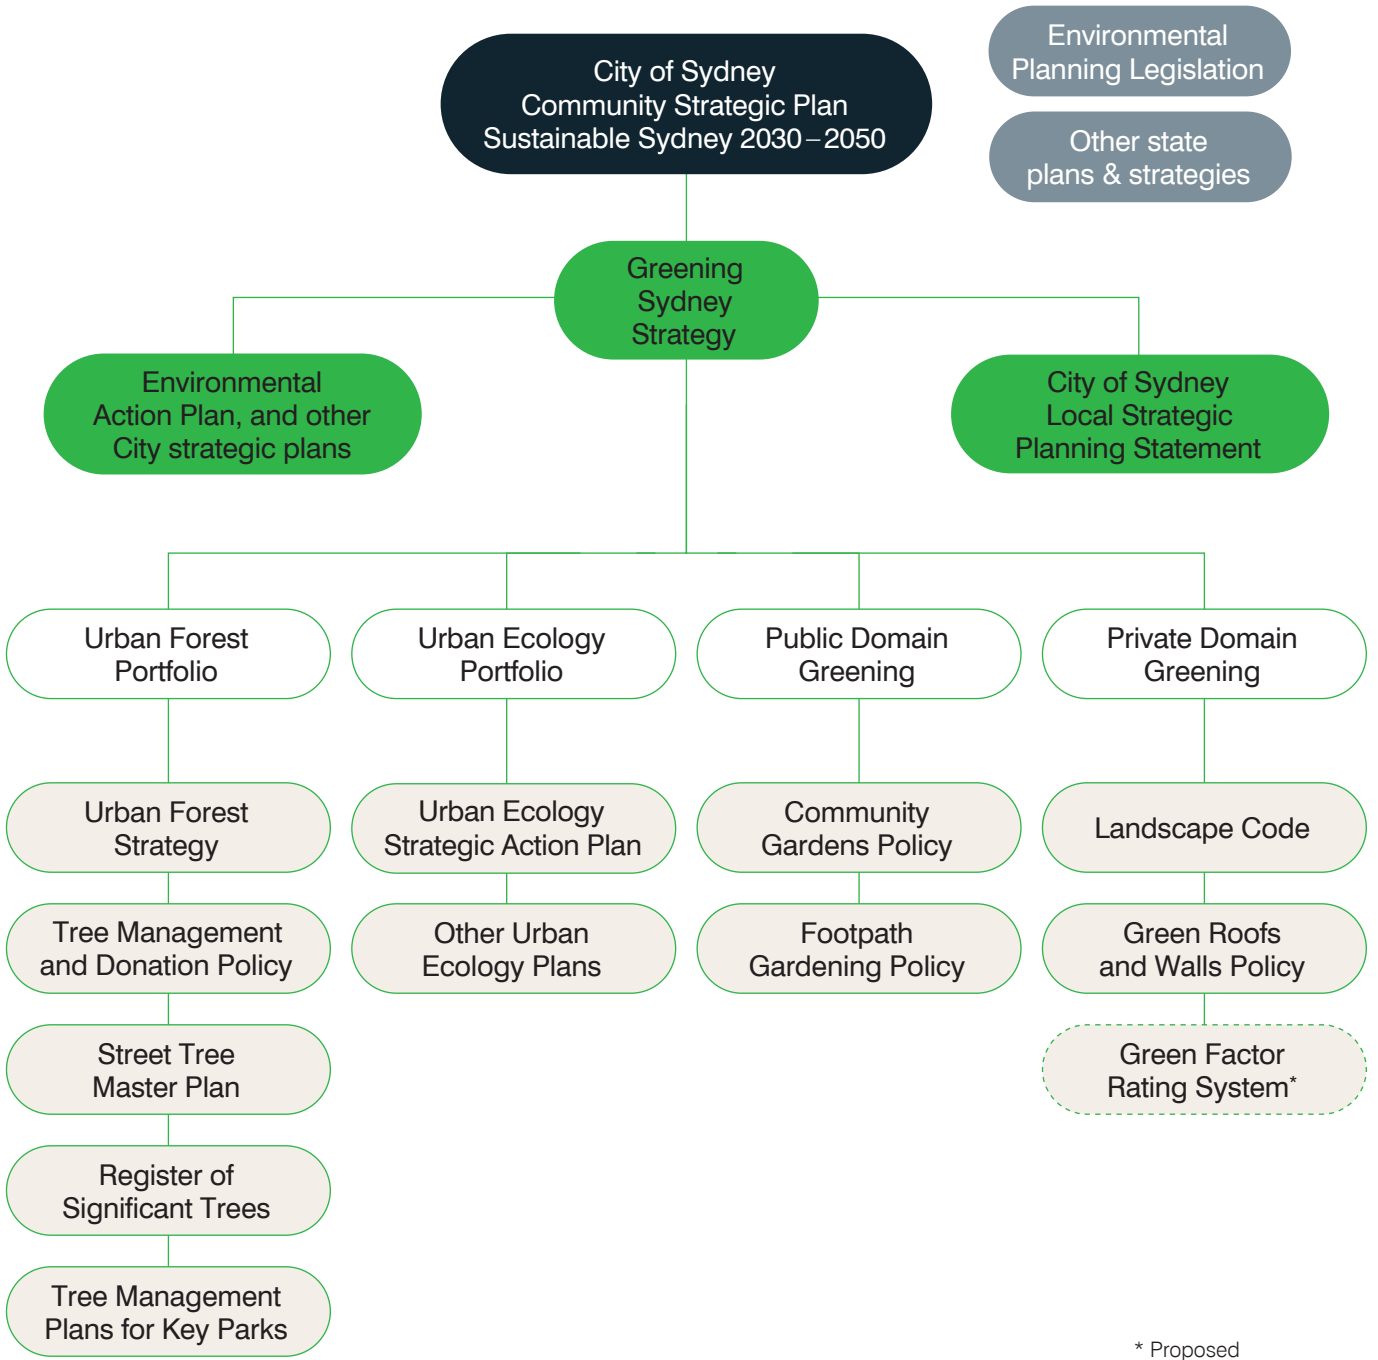 City of Sydney
Community Strategic Plan
Sustainable Sydney 2030–2050
Environmental
Planning Legislation
Other state
plans & strategies
Greening
Sydney
Strategy
Environmental
Action Plan, and other
City strategic plans
City of Sydney
Local Strategic
Planning Statement
Urban Forest
Portfolio
Urban Ecology
Portfolio
Public Domain
Greening
Private Domain
Greening
Urban Forest
Strategy
Urban Ecology
Strategic Action Plan
Community
Gardens Policy
Landscape Code
Tree Management
and Donation Policy
Other Urban
Ecology Plans
Footpath
Gardening Policy
Green Roofs
and Walls Policy
Street Tree
Master Plan
Green Factor
Rating System*
Register of
Significant Trees
Tree Management
Plans for Key Parks
* Proposed